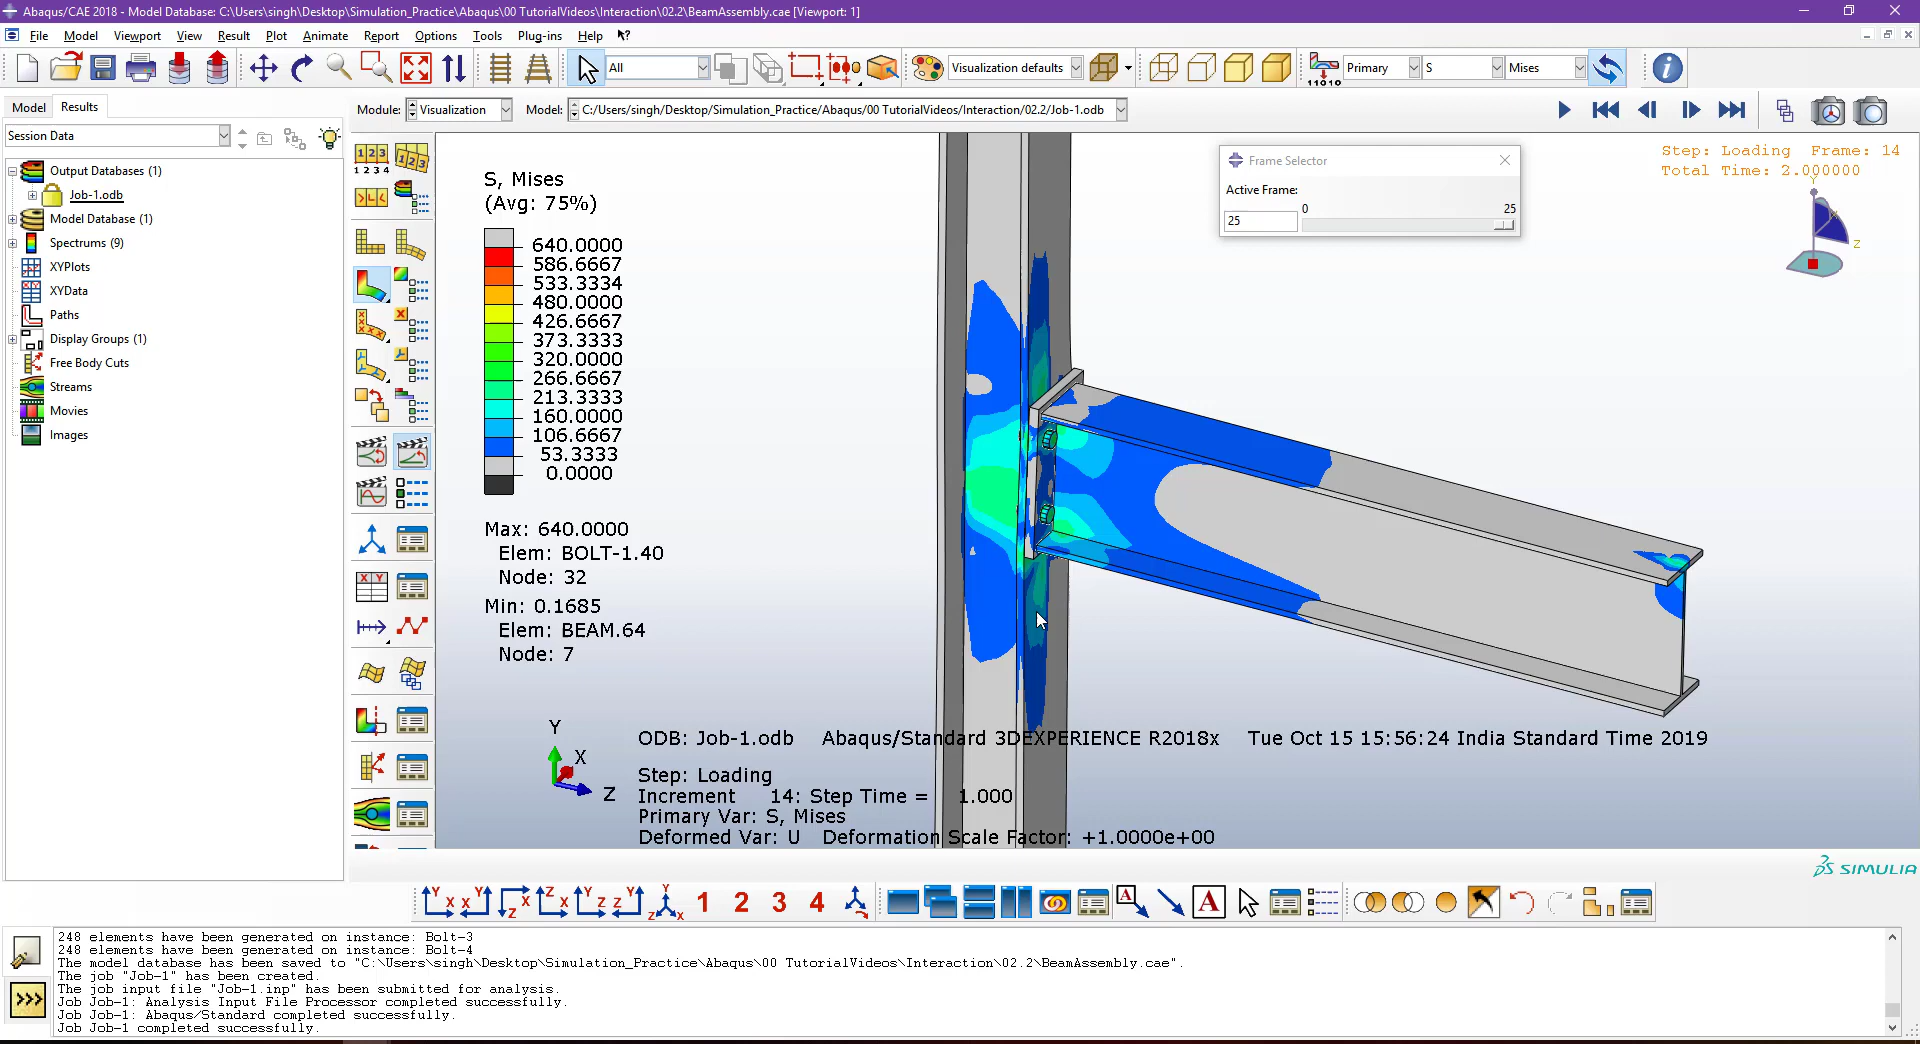 Abaqus/CAE 2018 - Model Database: C:\Users\singh\Desktop\Simulation_Practice\Abaqus\00 TutorialVideos\Interaction\02.2\BeamAssembly.cae [Viewport: 1]
File Model Viewport View Result Plot Animate Report Options Tools Plug-ins Help
All Visualization defaults 11010 Primary S Mises
Model Results Module: Visualization Model: C:/Users/singh/Desktop/Simulation_Practice/Abaqus/00 TutorialVideos/Interaction/02.2/Job-1.odb
Session Data
Output Databases (1)
Job-1.odb
Model Database (1)
Spectrums (9)
XYPlots
XYData
Paths
Display Groups (1)
Free Body Cuts
Streams
Movies
Images
S, Mises
(Avg: 75%)
640.0000
586.6667
533.3334
480.0000
426.6667
373.3333
320.0000
266.6667
213.3333
160.0000
106.6667
53.3333
0.0000
Max: 640.0000
Elem: BOLT-1.40
Node: 32
Min: 0.1685
Elem: BEAM.64
Node: 7
Frame Selector
Active Frame:
0 25
25
Step: Loading Frame: 14
Total Time: 2.000000
Y
Z
Y
X
Z
ODB: Job-1.odb Abaqus/Standard 3DEXPERIENCE R2018x Tue Oct 15 15:56:24 India Standard Time 2019
Step: Loading
Increment 14: Step Time = 1.000
Primary Var: S, Mises
Deformed Var: U Deformation Scale Factor: +1.0000e+00
SIMULIA
1 2 3 4
248 elements have been generated on instance: Bolt-3
248 elements have been generated on instance: Bolt-4
The model database has been saved to "C:\Users\singh\Desktop\Simulation_Practice\Abaqus\00 TutorialVideos\Interaction\02.2\BeamAssembly.cae".
The job "Job-1" has been created.
The job input file "Job-1.inp" has been submitted for analysis.
Job Job-1: Analysis Input File Processor completed successfully.
Job Job-1: Abaqus/Standard completed successfully.
Job Job-1 completed successfully.